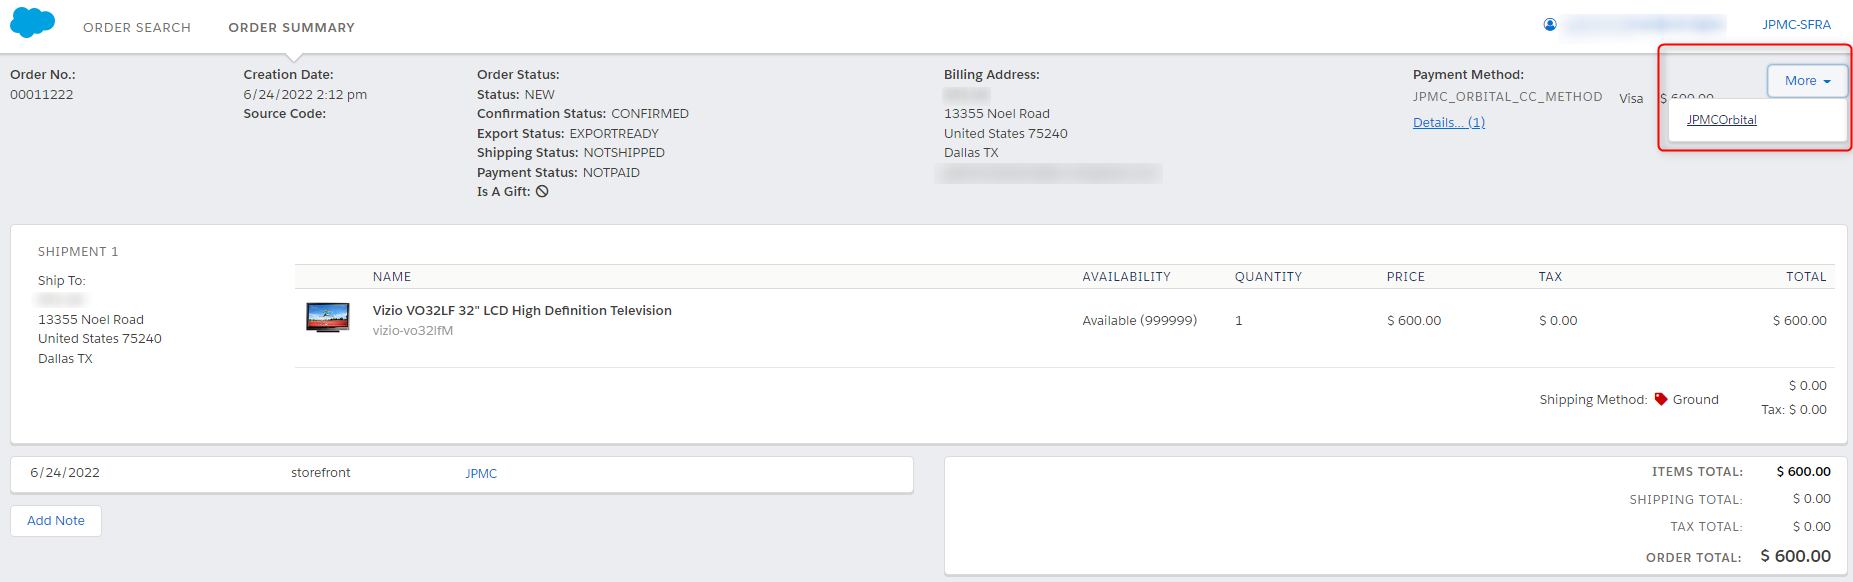 ORDER SEARCH
ORDER SUMMARY
JPMC-SFRA
Order No.:
00011222
Creation Date:
6/24/2022 2:12 pm
Source Code:
Order Status:
Status: NEW
Confirmation Status: CONFIRMED
Export Status: EXPORTREADY
Shipping Status: NOTSHIPPED
Payment Status: NOTPAID
Is A Gift:
Billing Address:
13355 Noel Road
United States 75240
Dallas TX
Payment Method:
JPMC_ORBITAL_CC_METHOD Visa $ 600.00
Details... (1)
More
JPMCOrbital
SHIPMENT 1
Ship To:
13355 Noel Road
United States 75240
Dallas TX
NAME AVAILABILITY QUANTITY PRICE TAX TOTAL
Vizio VO32LF 32" LCD High Definition Television
vizio-vo32lfM
Available (999999) 1 $ 600.00 $ 0.00 $ 600.00
$ 0.00
Shipping Method: Ground
Tax: $ 0.00
6/24/2022 storefront JPMC
Add Note
ITEMS TOTAL: $ 600.00
SHIPPING TOTAL: $ 0.00
TAX TOTAL: $ 0.00
ORDER TOTAL: $ 600.00